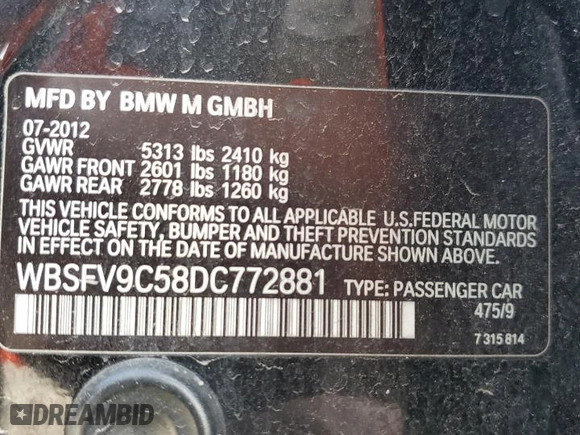 MFD BY BMW M GMBH
07-2012
GVWR 5313 lbs 2410 kg
GAWR FRONT 2601 lbs 1180 kg
GAWR REAR 2778 lbs 1260 kg
THIS VEHICLE CONFORMS TO ALL APPLICABLE U.S.FEDERAL MOTOR
VEHICLE SAFETY, BUMPER AND THEFT PREVENTION STANDARDS
IN EFFECT ON THE DATE OF MANUFACTURE SHOWN ABOVE.
WBSFV9C58DC772881 TYPE: PASSENGER CAR
475/9
7 315 814
DREAMBID